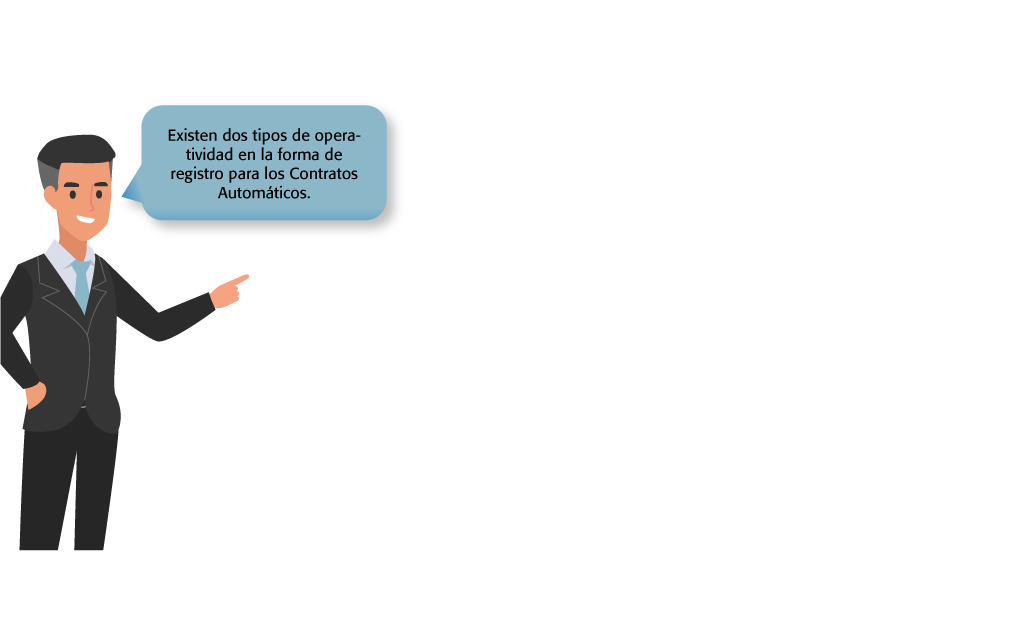 Existen dos tipos de opera-
tividad en la forma de
registro para los Contratos
Automáticos.